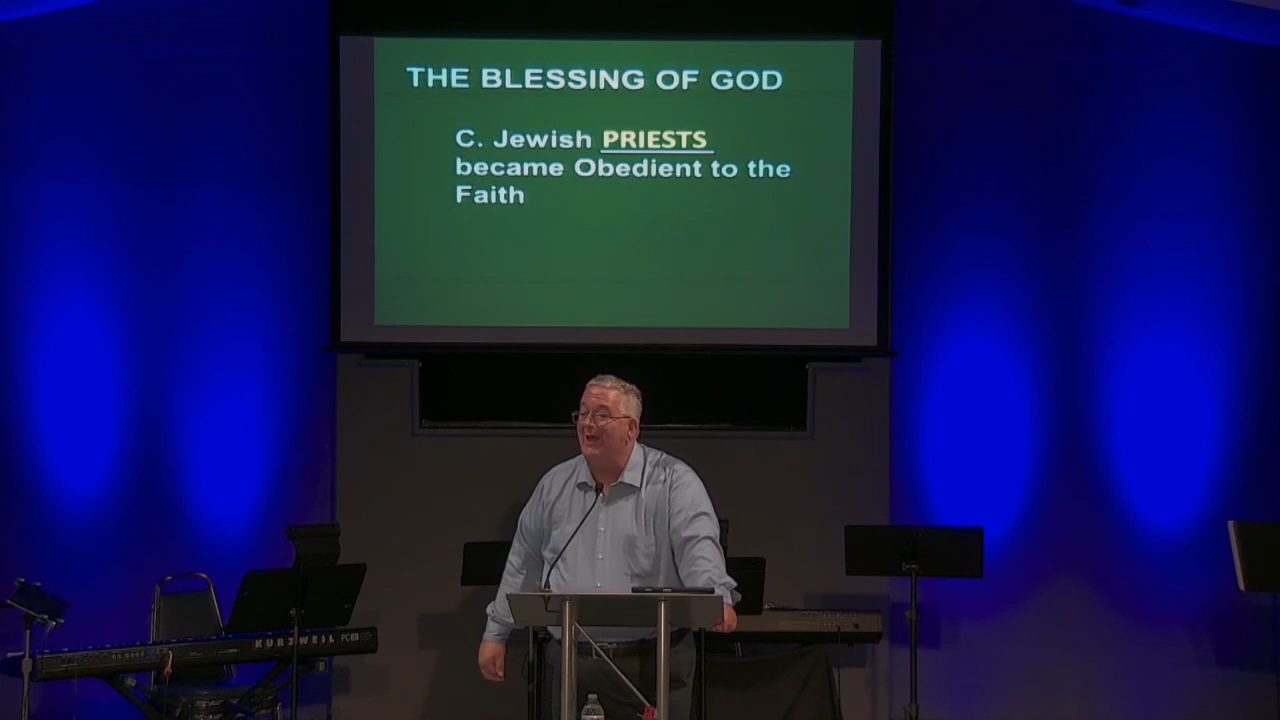 THE BLESSING OF GOD
C. Jewish PRIESTS
became Obedient to the
Faith
KURZWEIL PC88